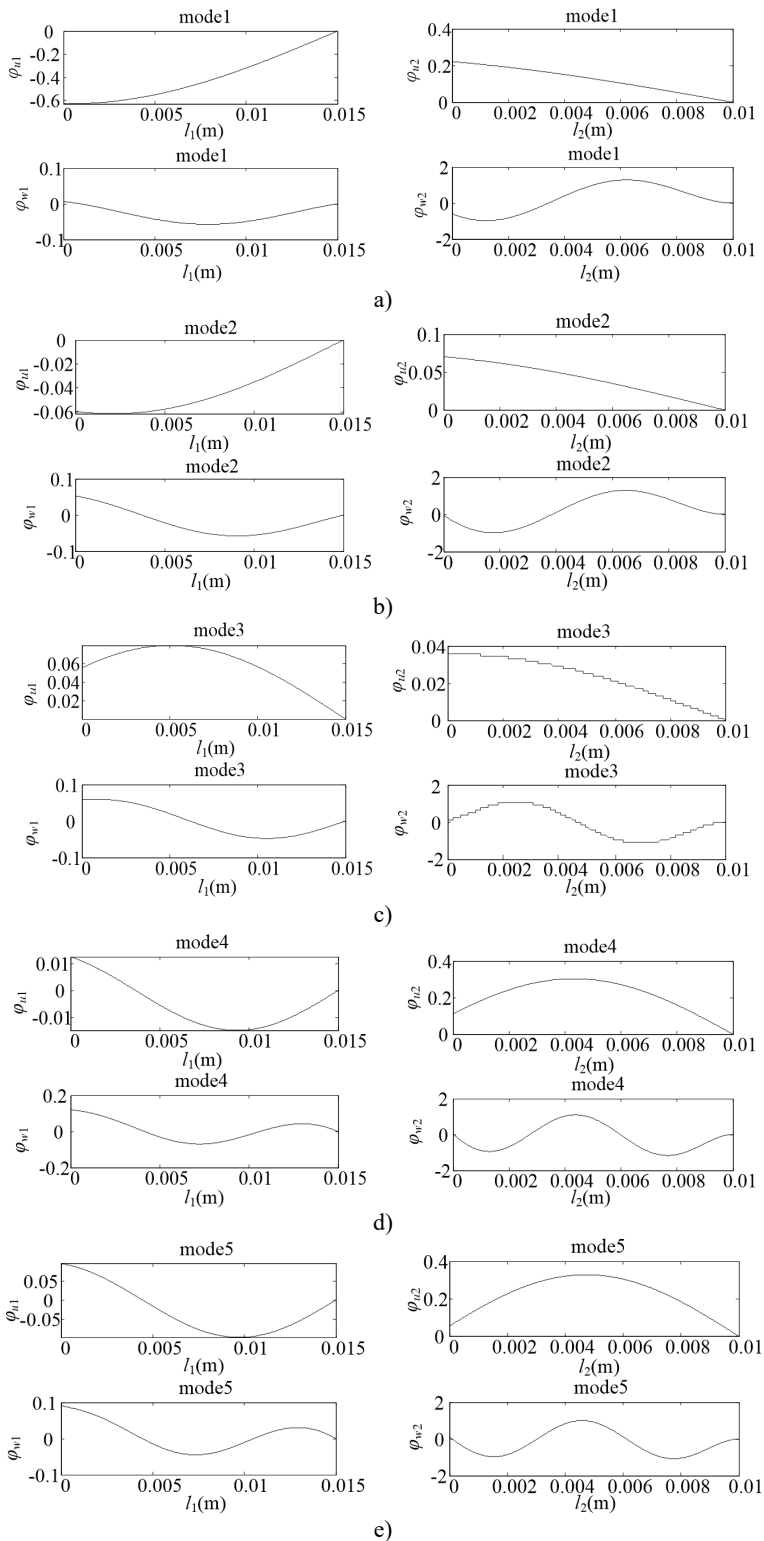 mode1
0
-0.2
-0.4
-0.6
φu1
0.005 0.01 0.015
l1(m)
mode1
0.4
0.2
0
φu2
0 0.002 0.004 0.006 0.008 0.01
l2(m)
mode1
0.1
0
-0.1
φw1
0 0.005 0.01 0.015
l1(m)
mode1
2
0
-2
φw2
0 0.002 0.004 0.006 0.008 0.01
l2(m)
a)
mode2
0
-0.02
-0.04
-0.06
φu1
0.005 0.01 0.015
l1(m)
mode2
0.1
0.05
0
φu2
0 0.002 0.004 0.006 0.008 0.01
l2(m)
mode2
0.1
0
-0.1
φw1
0 0.005 0.01 0.015
l1(m)
mode2
2
0
-2
φw2
0 0.002 0.004 0.006 0.008 0.01
l2(m)
b)
mode3
0.06
0.04
0.02
φu1
0 0.005 0.01 0.015
l1(m)
mode3
0.04
0.02
0
φu2
0 0.002 0.004 0.006 0.008 0.01
l2(m)
mode3
0.1
0
-0.1
φw1
0 0.005 0.01 0.015
l1(m)
mode3
2
0
-2
φw2
0 0.002 0.004 0.006 0.008 0.01
l2(m)
c)
mode4
0.01
0
-0.01
φu1
0.005 0.01 0.015
l1(m)
mode4
0.4
0.2
0
φu2
0 0.002 0.004 0.006 0.008 0.01
l2(m)
mode4
0.2
0
-0.2
φw1
0 0.005 0.01 0.015
l1(m)
mode4
2
0
-2
φw2
0 0.002 0.004 0.006 0.008 0.01
l2(m)
d)
mode5
0.05
0
-0.05
φu1
0 0.005 0.01 0.015
l1(m)
mode5
0.4
0.2
0
φu2
0 0.002 0.004 0.006 0.008 0.01
l2(m)
mode5
0.1
0
-0.1
φw1
0 0.005 0.01 0.015
l1(m)
mode5
2
0
-2
φw2
0 0.002 0.004 0.006 0.008 0.01
l2(m)
e)